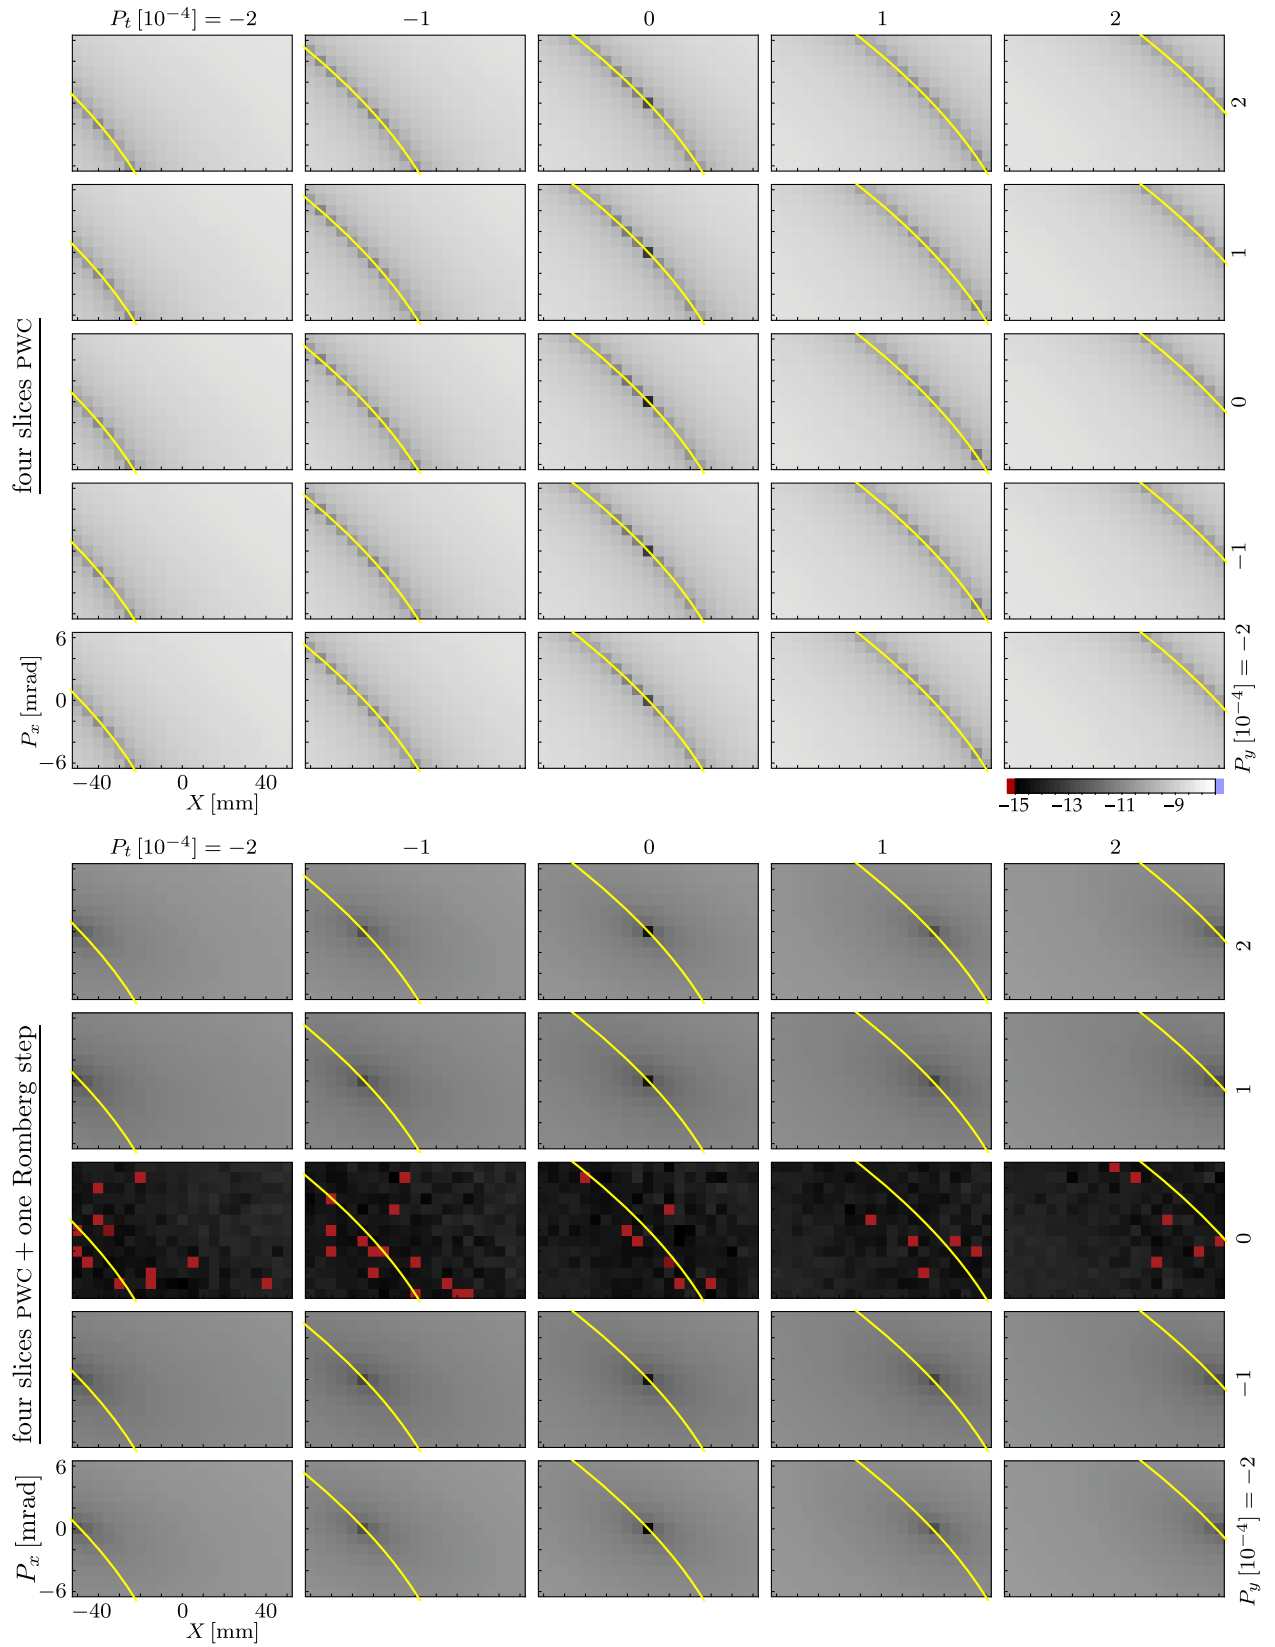 P_t [10^{-4}] = −2 −1 0 1 2
2
1
four slices PWC
0
−1
P_y [10^{-4}] = −2
P_x [mrad]
6
0
−6
−40 0 40
X [mm]
−15 −13 −11 −9
P_t [10^{-4}] = −2 −1 0 1 2
2
1
four slices PWC + one Romberg step
0
−1
P_y [10^{-4}] = −2
P_x [mrad]
6
0
−6
−40 0 40
X [mm]